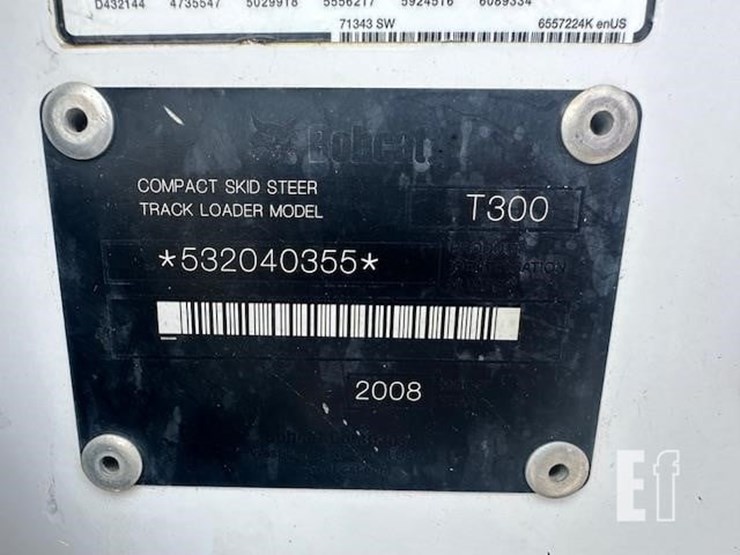 D432144 4735547 5029918 5556217 5924516 6089334
71343 SW 6557224K enUS
Bobcat
COMPACT SKID STEER
TRACK LOADER MODEL T300
*532040355*
2008
Ef